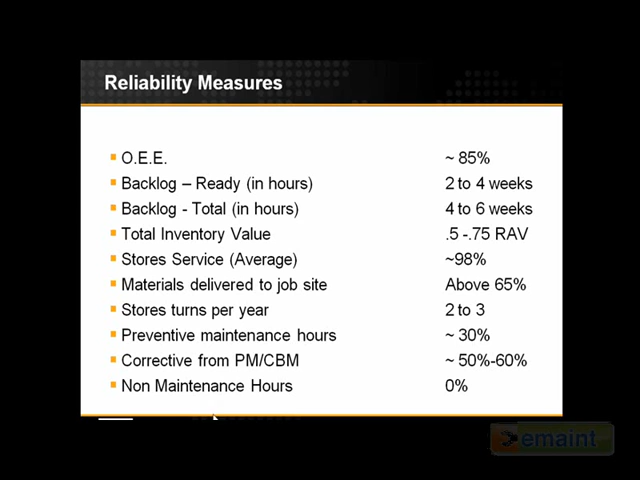 Reliability Measures
O.E.E. ~ 85%
Backlog – Ready (in hours) 2 to 4 weeks
Backlog - Total (in hours) 4 to 6 weeks
Total Inventory Value .5 -.75 RAV
Stores Service (Average) ~98%
Materials delivered to job site Above 65%
Stores turns per year 2 to 3
Preventive maintenance hours ~ 30%
Corrective from PM/CBM ~ 50%-60%
Non Maintenance Hours 0%
emaint